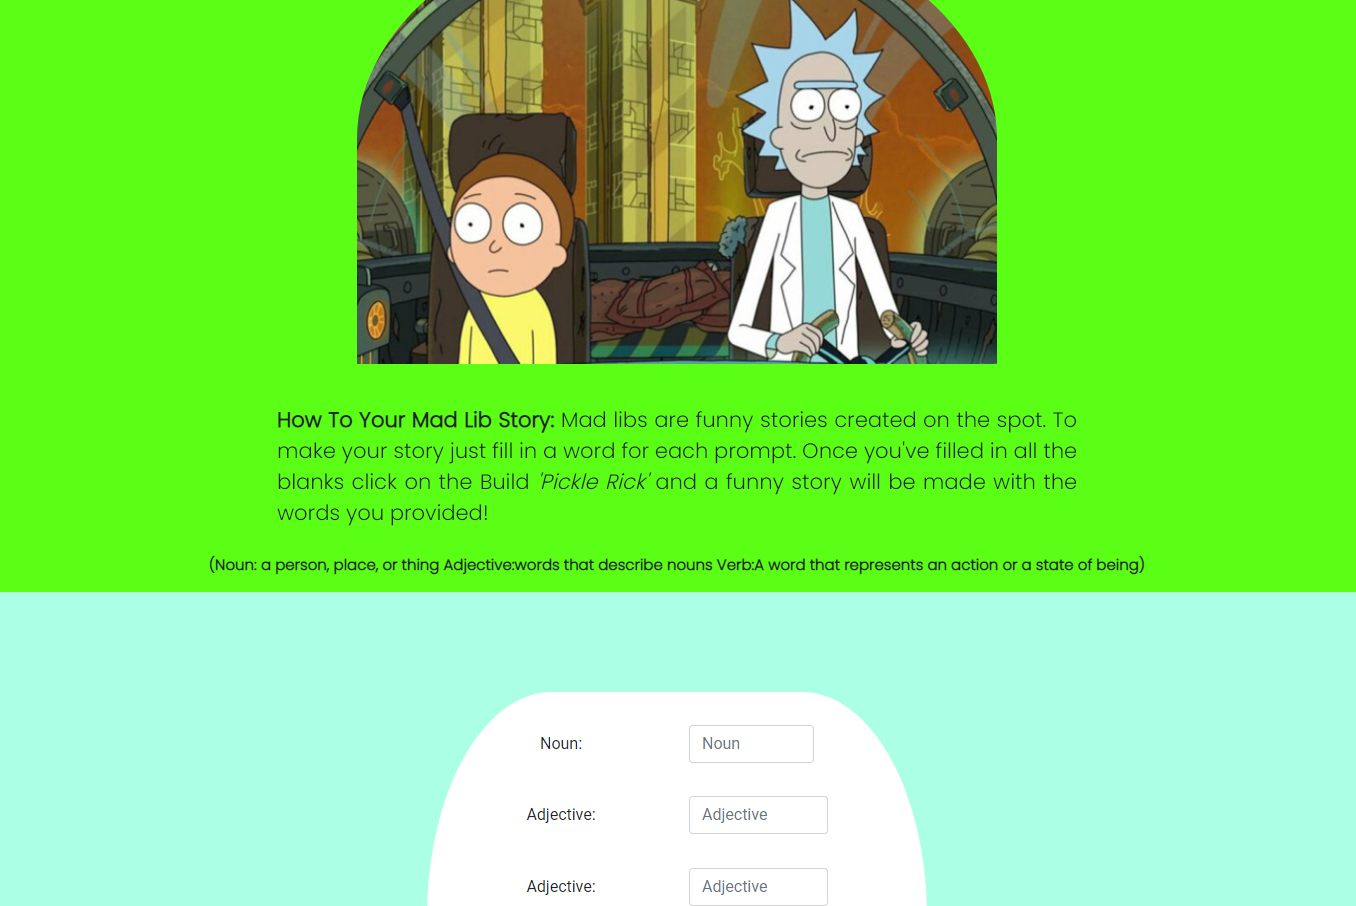 How To Your Mad Lib Story: Mad libs are funny stories created on the spot. To
make your story just fill in a word for each prompt. Once you've filled in all the
blanks click on the Build 'Pickle Rick' and a funny story will be made with the
words you provided!
(Noun: a person, place, or thing Adjective:words that describe nouns Verb:A word that represents an action or a state of being)
Noun: Noun
Adjective: Adjective
Adjective: Adjective